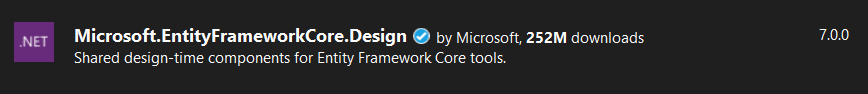 .NET
Microsoft.EntityFrameworkCore.Design by Microsoft, 252M downloads 7.0.0
Shared design-time components for Entity Framework Core tools.